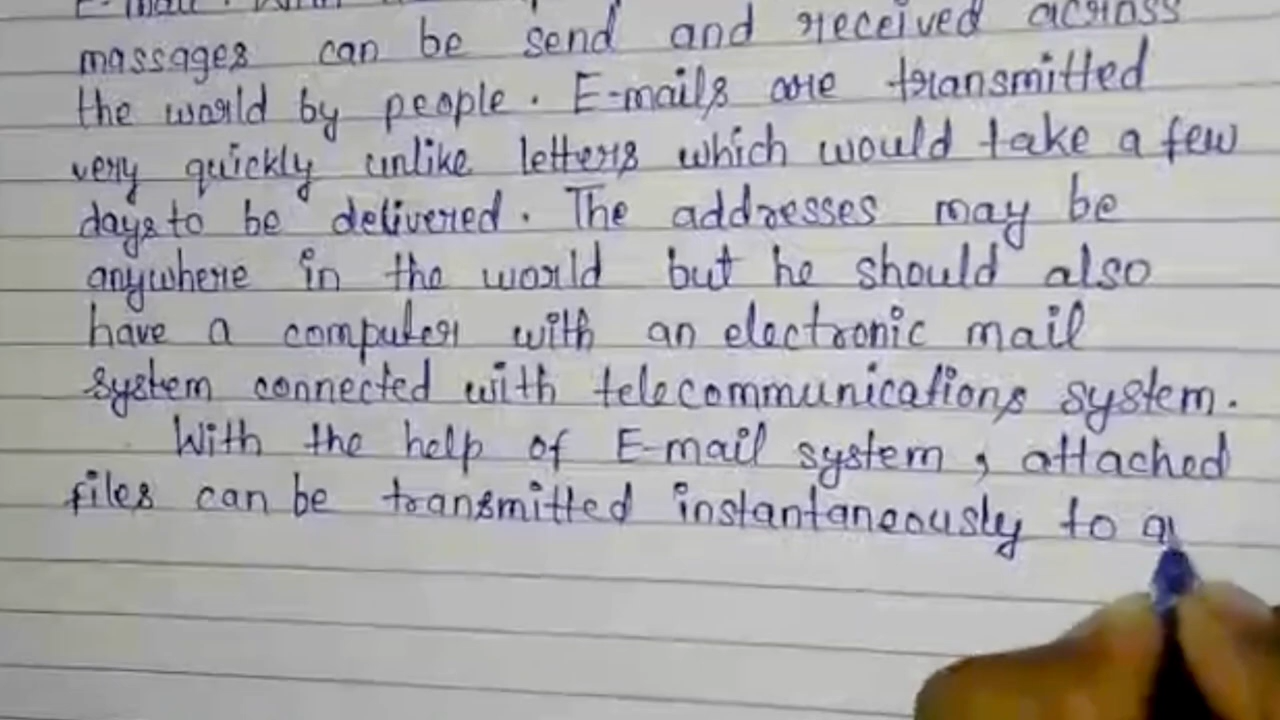 E-mail. With
massages can be send and received across
the world by people. E-mails are transmitted
very quickly unlike letters which would take a few
days to be delivered. The addresses may be
anywhere in the world but he should also
have a computer with an electronic mail
system connected with telecommunications system.
With the help of E-mail system, attached
files can be transmitted instantaneously to